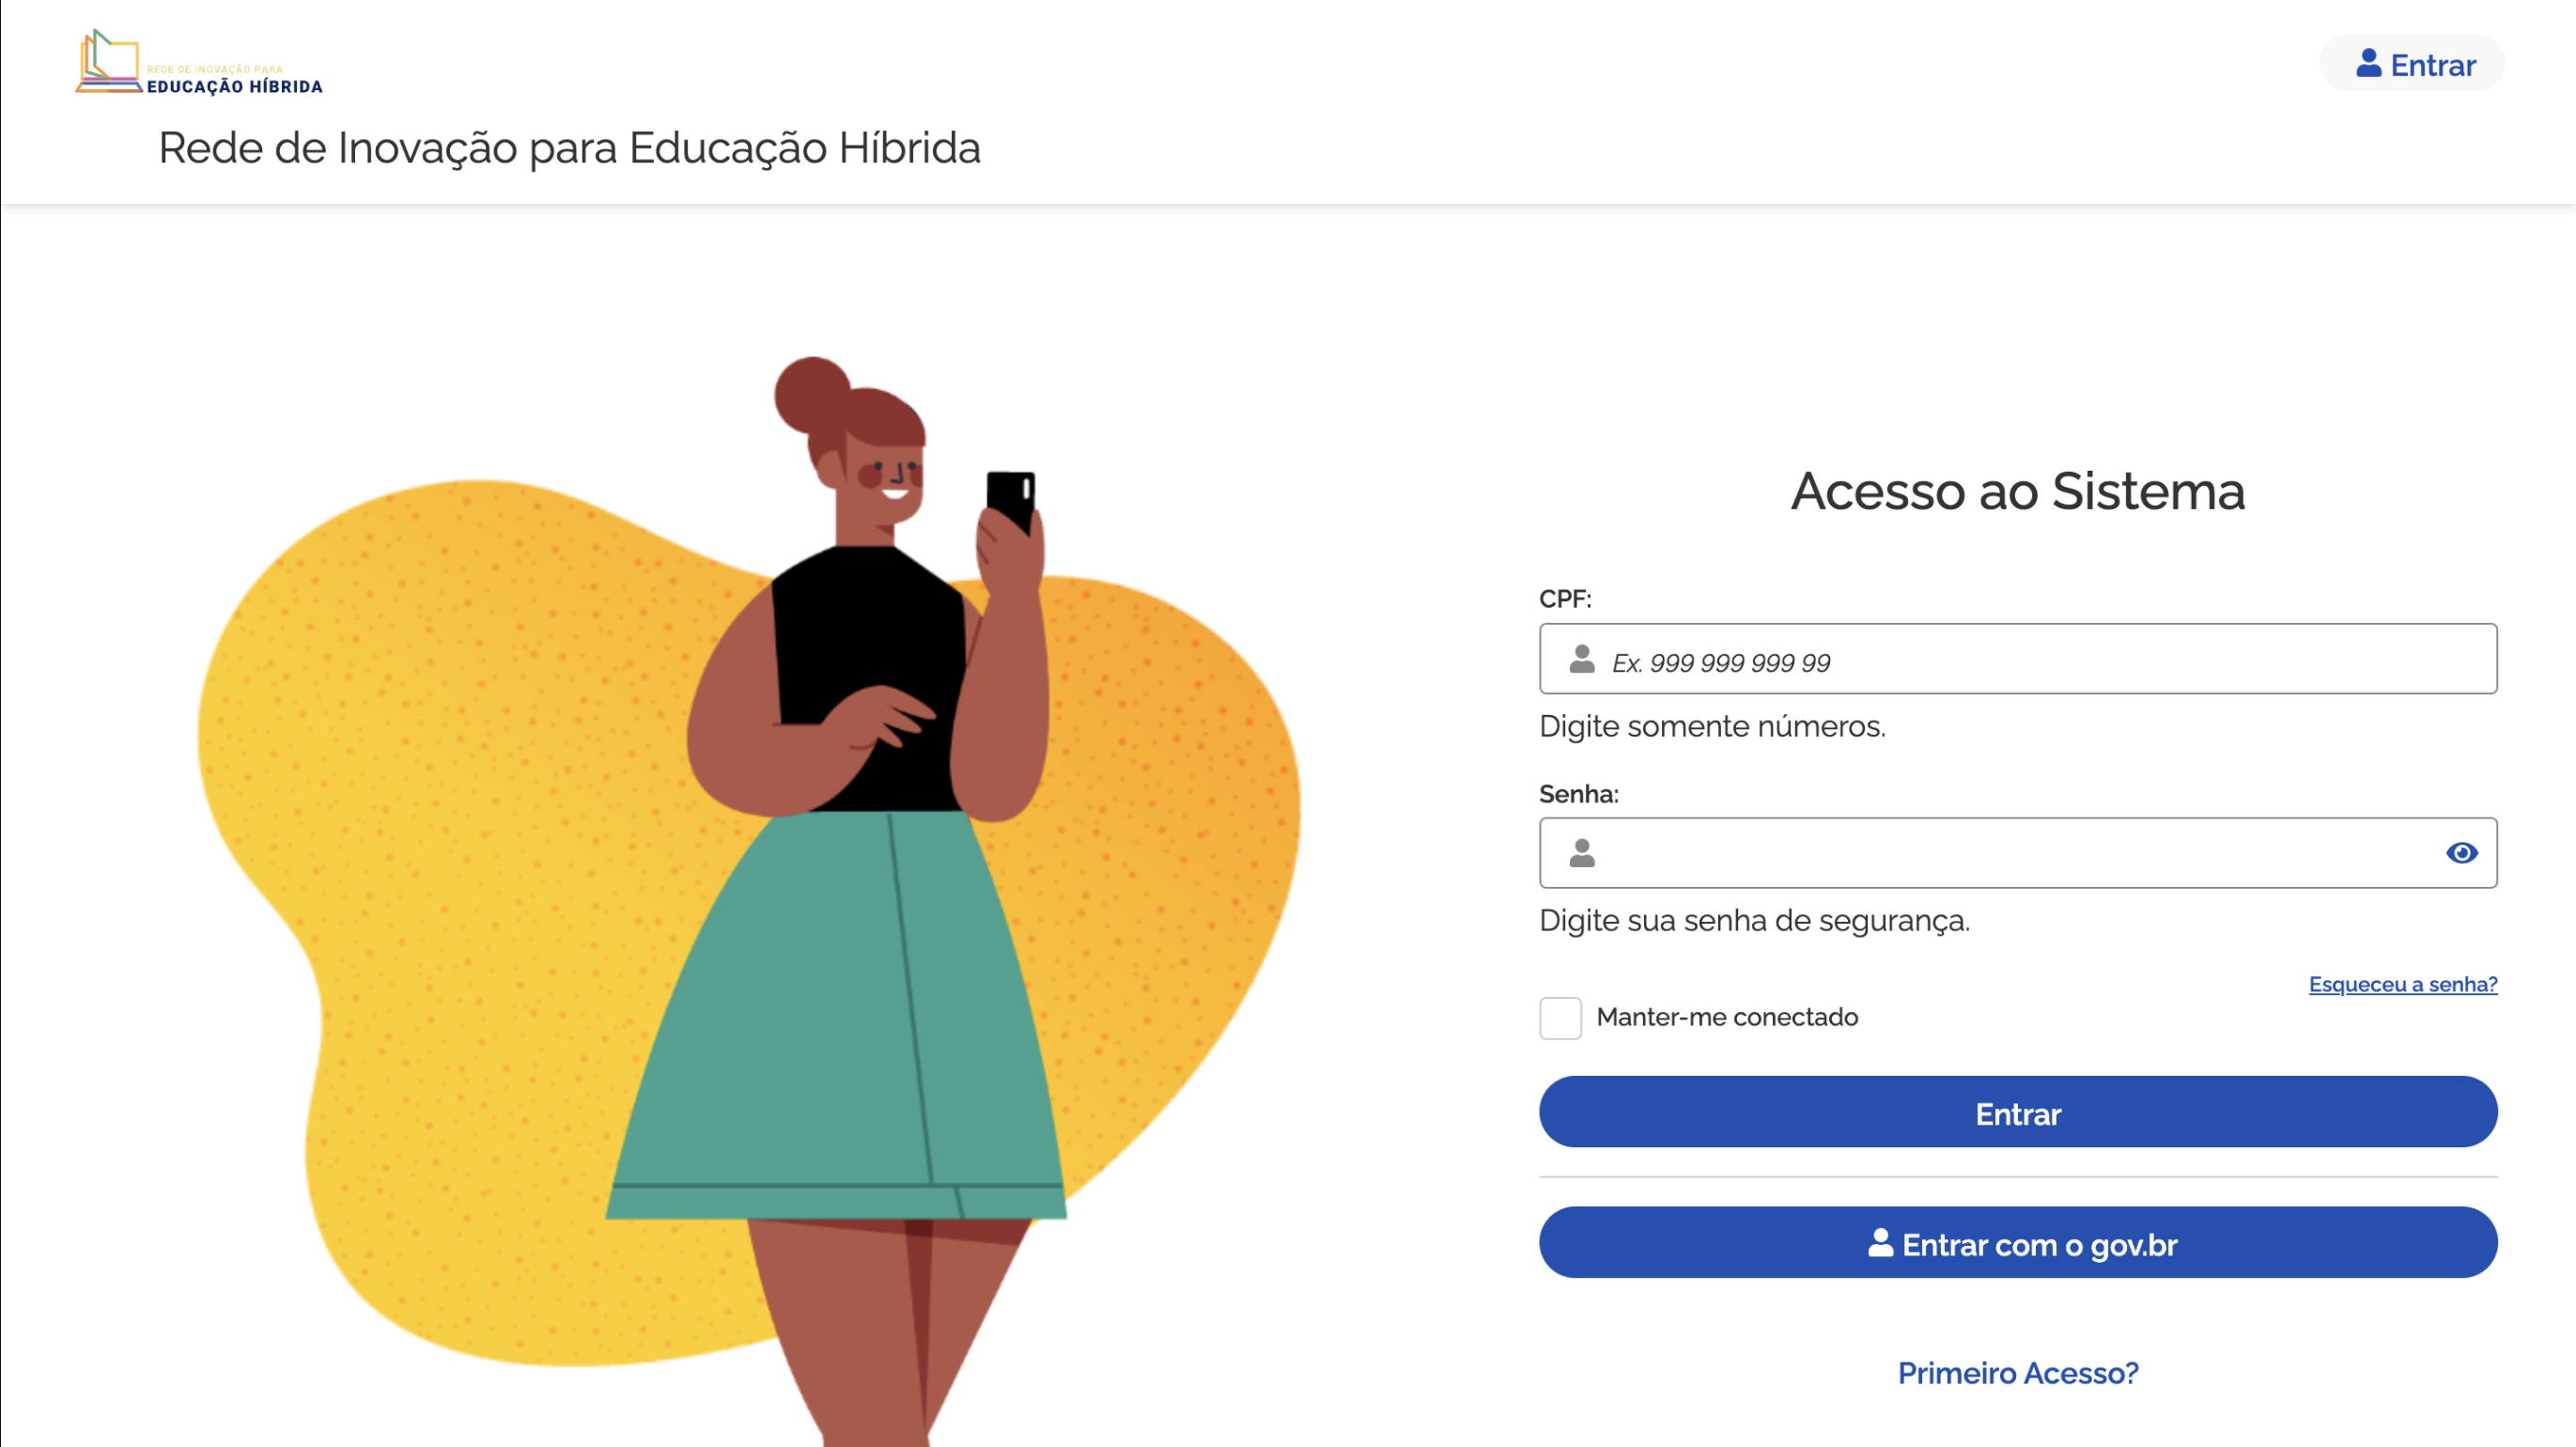 REDE DE INOVAÇÃO PARA
EDUCAÇÃO HÍBRIDA
Entrar
Rede de Inovação para Educação Híbrida
Acesso ao Sistema
CPF:
Ex. 999 999 999 99
Digite somente números.
Senha:
Digite sua senha de segurança.
Esqueceu a senha?
Manter-me conectado
Entrar
Entrar com o gov.br
Primeiro Acesso?